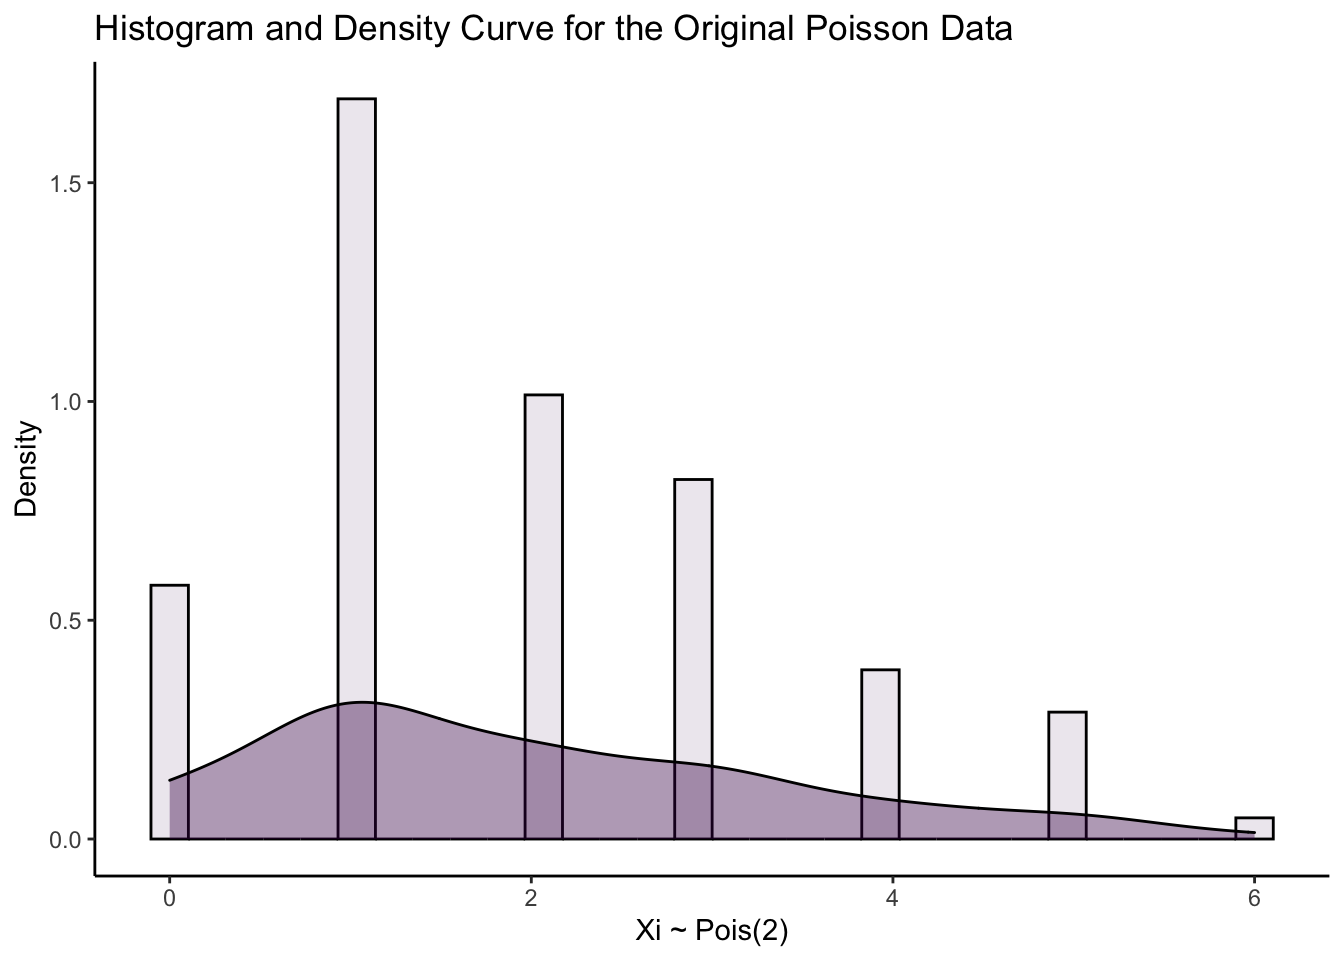 Histogram and Density Curve for the Original Poisson Data
Density
1.5
1.0
0.5
0.0
0 2 4 6
Xi ~ Pois(2)